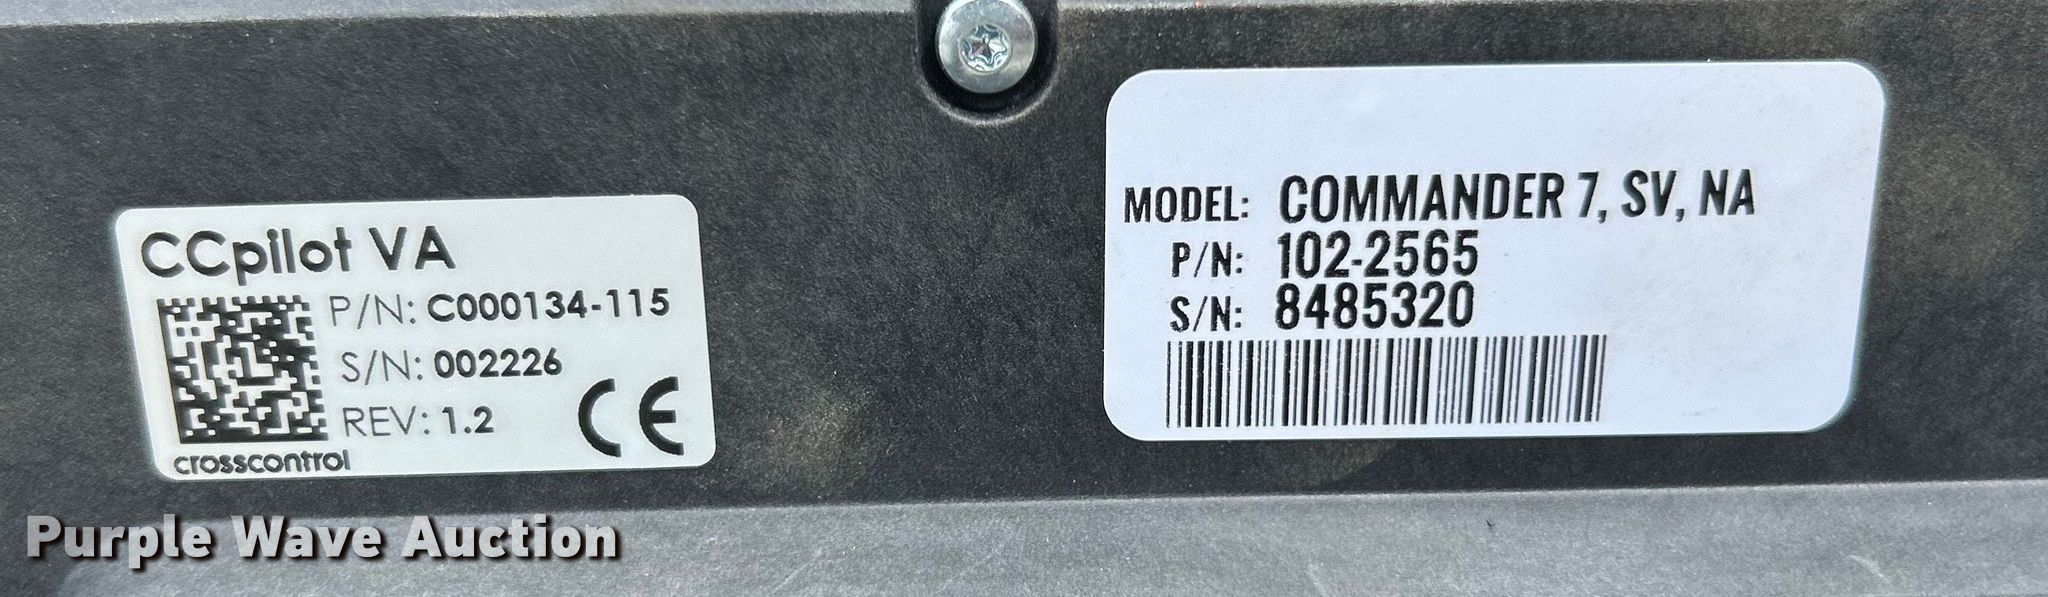 CCpilot VA
P/N: C000134-115
S/N: 002226
REV: 1.2
CE
crosscontrol
MODEL: COMMANDER 7, SV, NA
P/N: 102-2565
S/N: 8485320
Purple Wave Auction